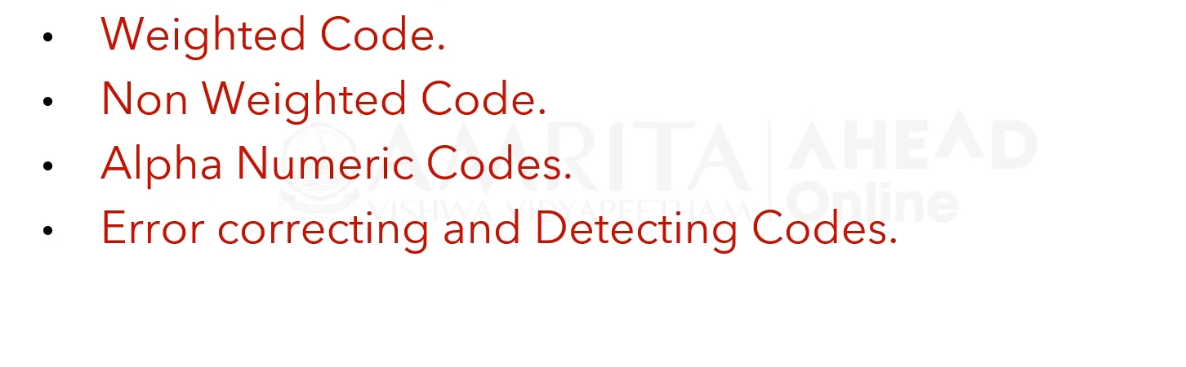 • Weighted Code.
• Non Weighted Code.
• Alpha Numeric Codes.
• Error correcting and Detecting Codes.
AMRITA AHEAD
VISHWA VIDYAPEETHAM Online